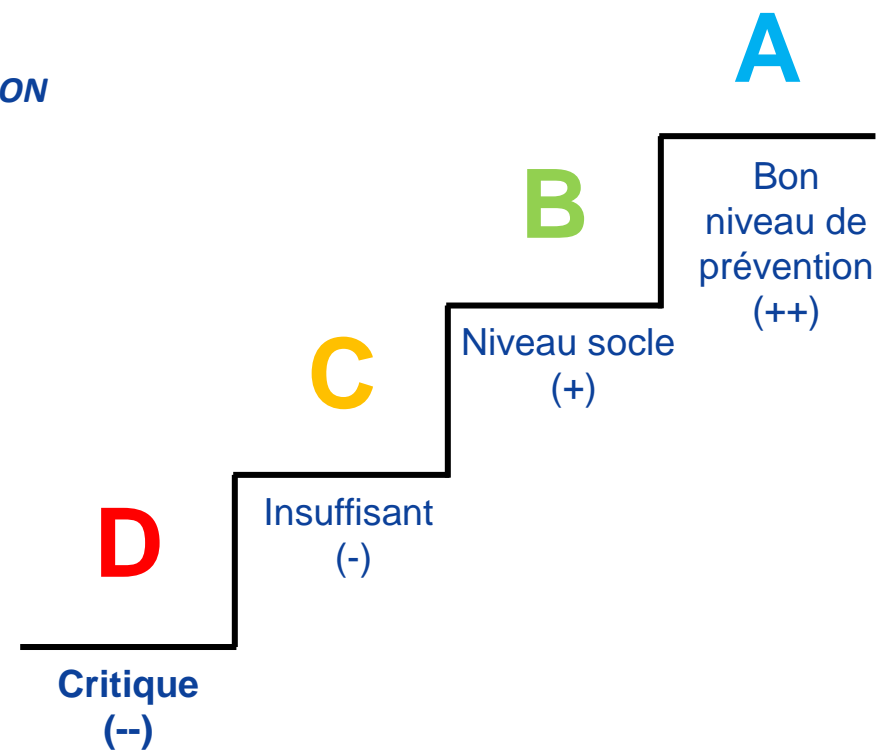 A
ON
B
Bon
niveau de
prévention
(++)
C
Niveau socle
(+)
D
Insuffisant
(-)
Critique
(--)